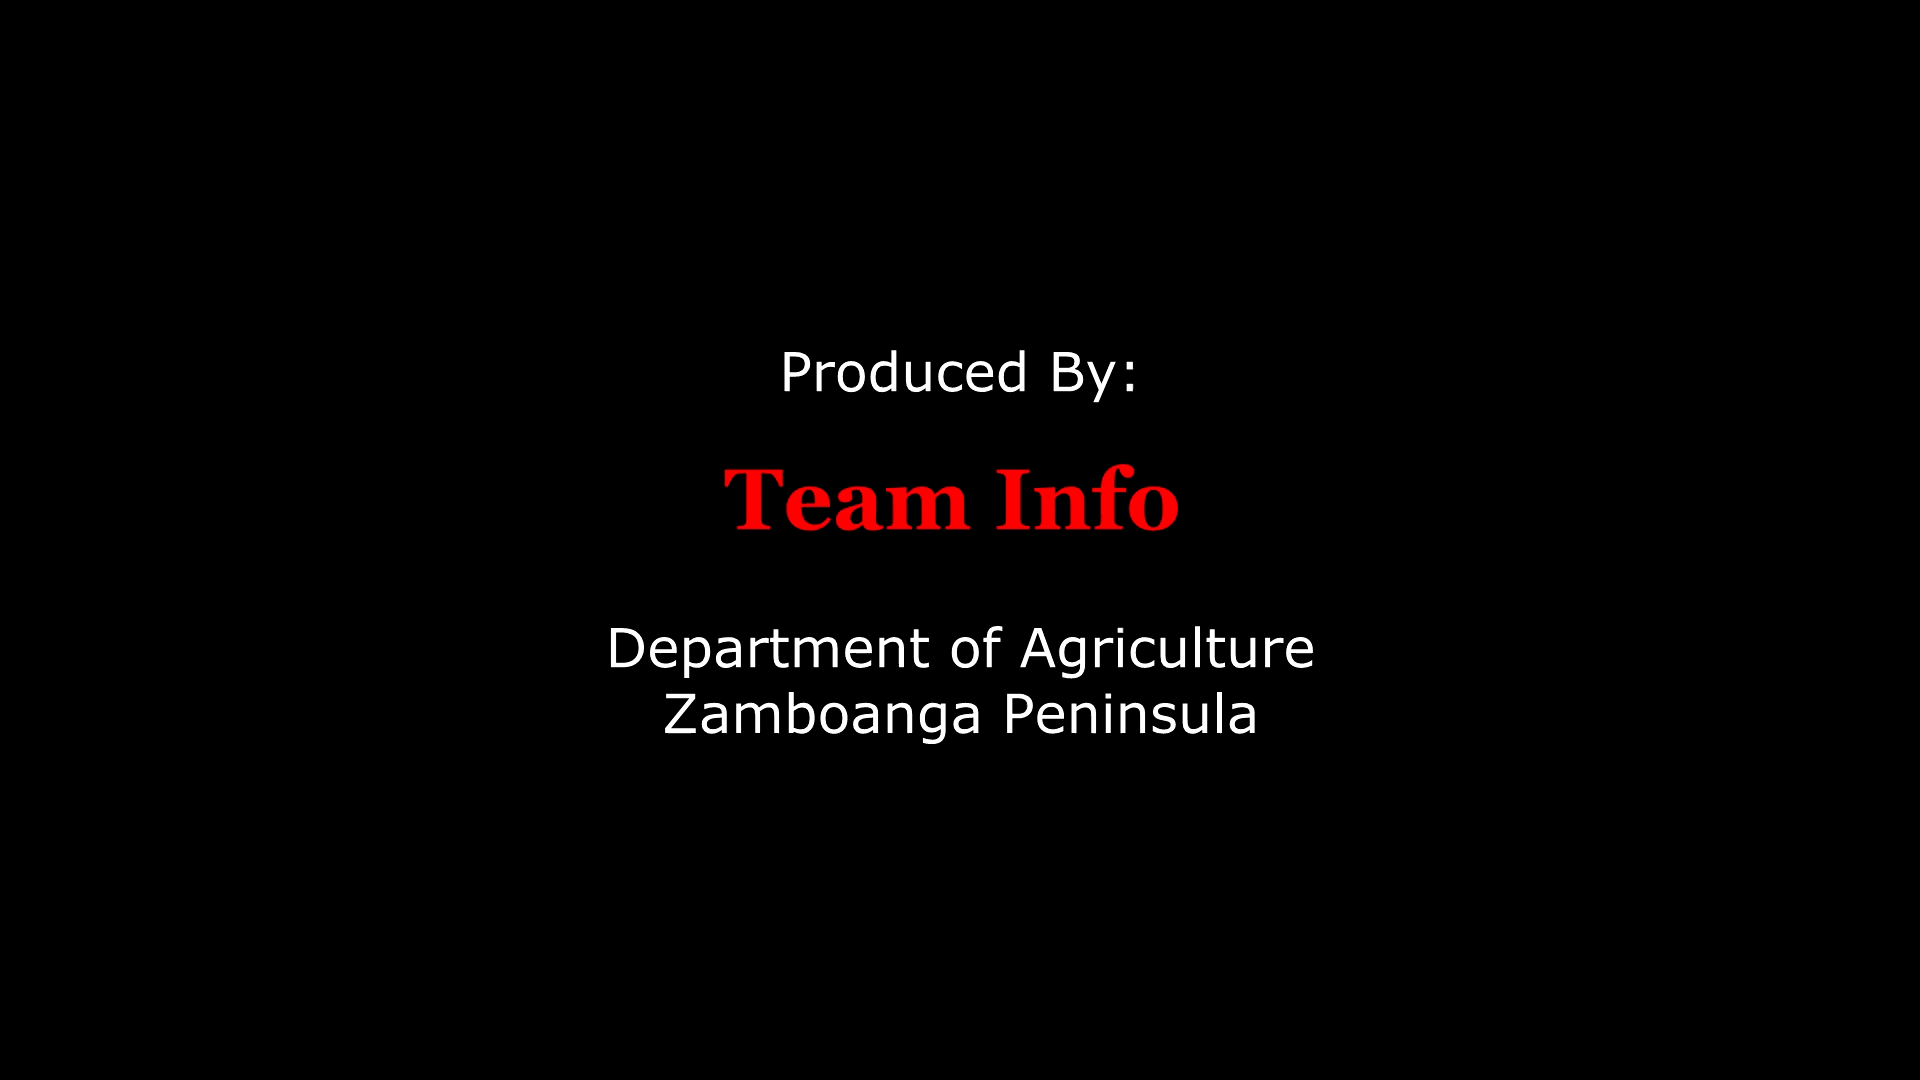 Produced By:
Team Info
Department of Agriculture
Zamboanga Peninsula